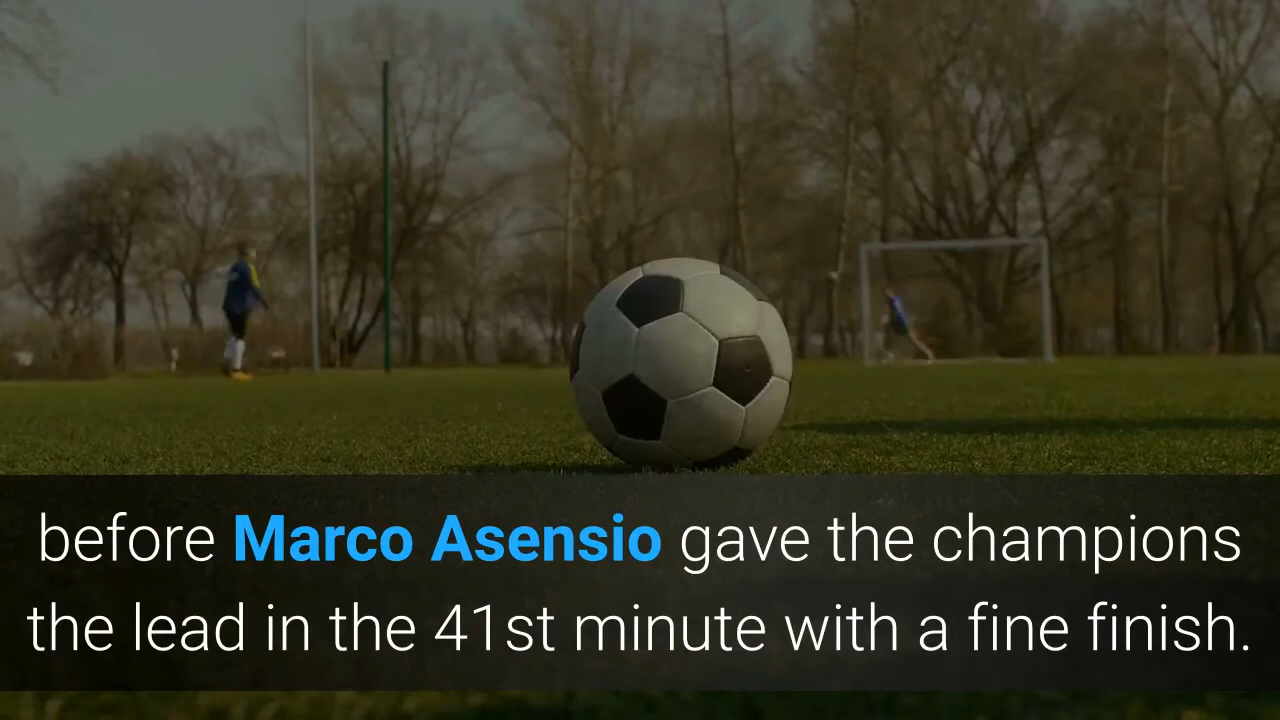 before Marco Asensio gave the champions
the lead in the 41st minute with a fine finish.